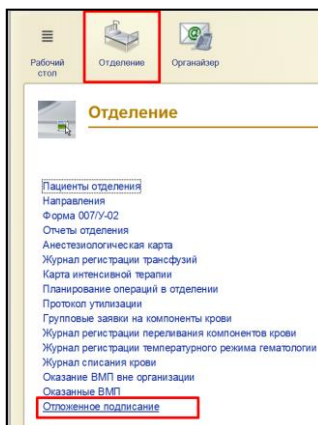 Рабочий стол
Отделение
Органайзер
Отделение
Пациенты отделения
Направления
Форма 007/У-02
Отчеты отделения
Анестезиологическая карта
Журнал регистрации трансфузий
Карта интенсивной терапии
Планирование операций в отделении
Протокол утилизации
Групповые заявки на компоненты крови
Журнал регистрации переливания компонентов крови
Журнал регистрации температурного режима гематологии
Журнал списания крови
Оказание ВМП вне организации
Оказанные ВМП
Отложенное подписание